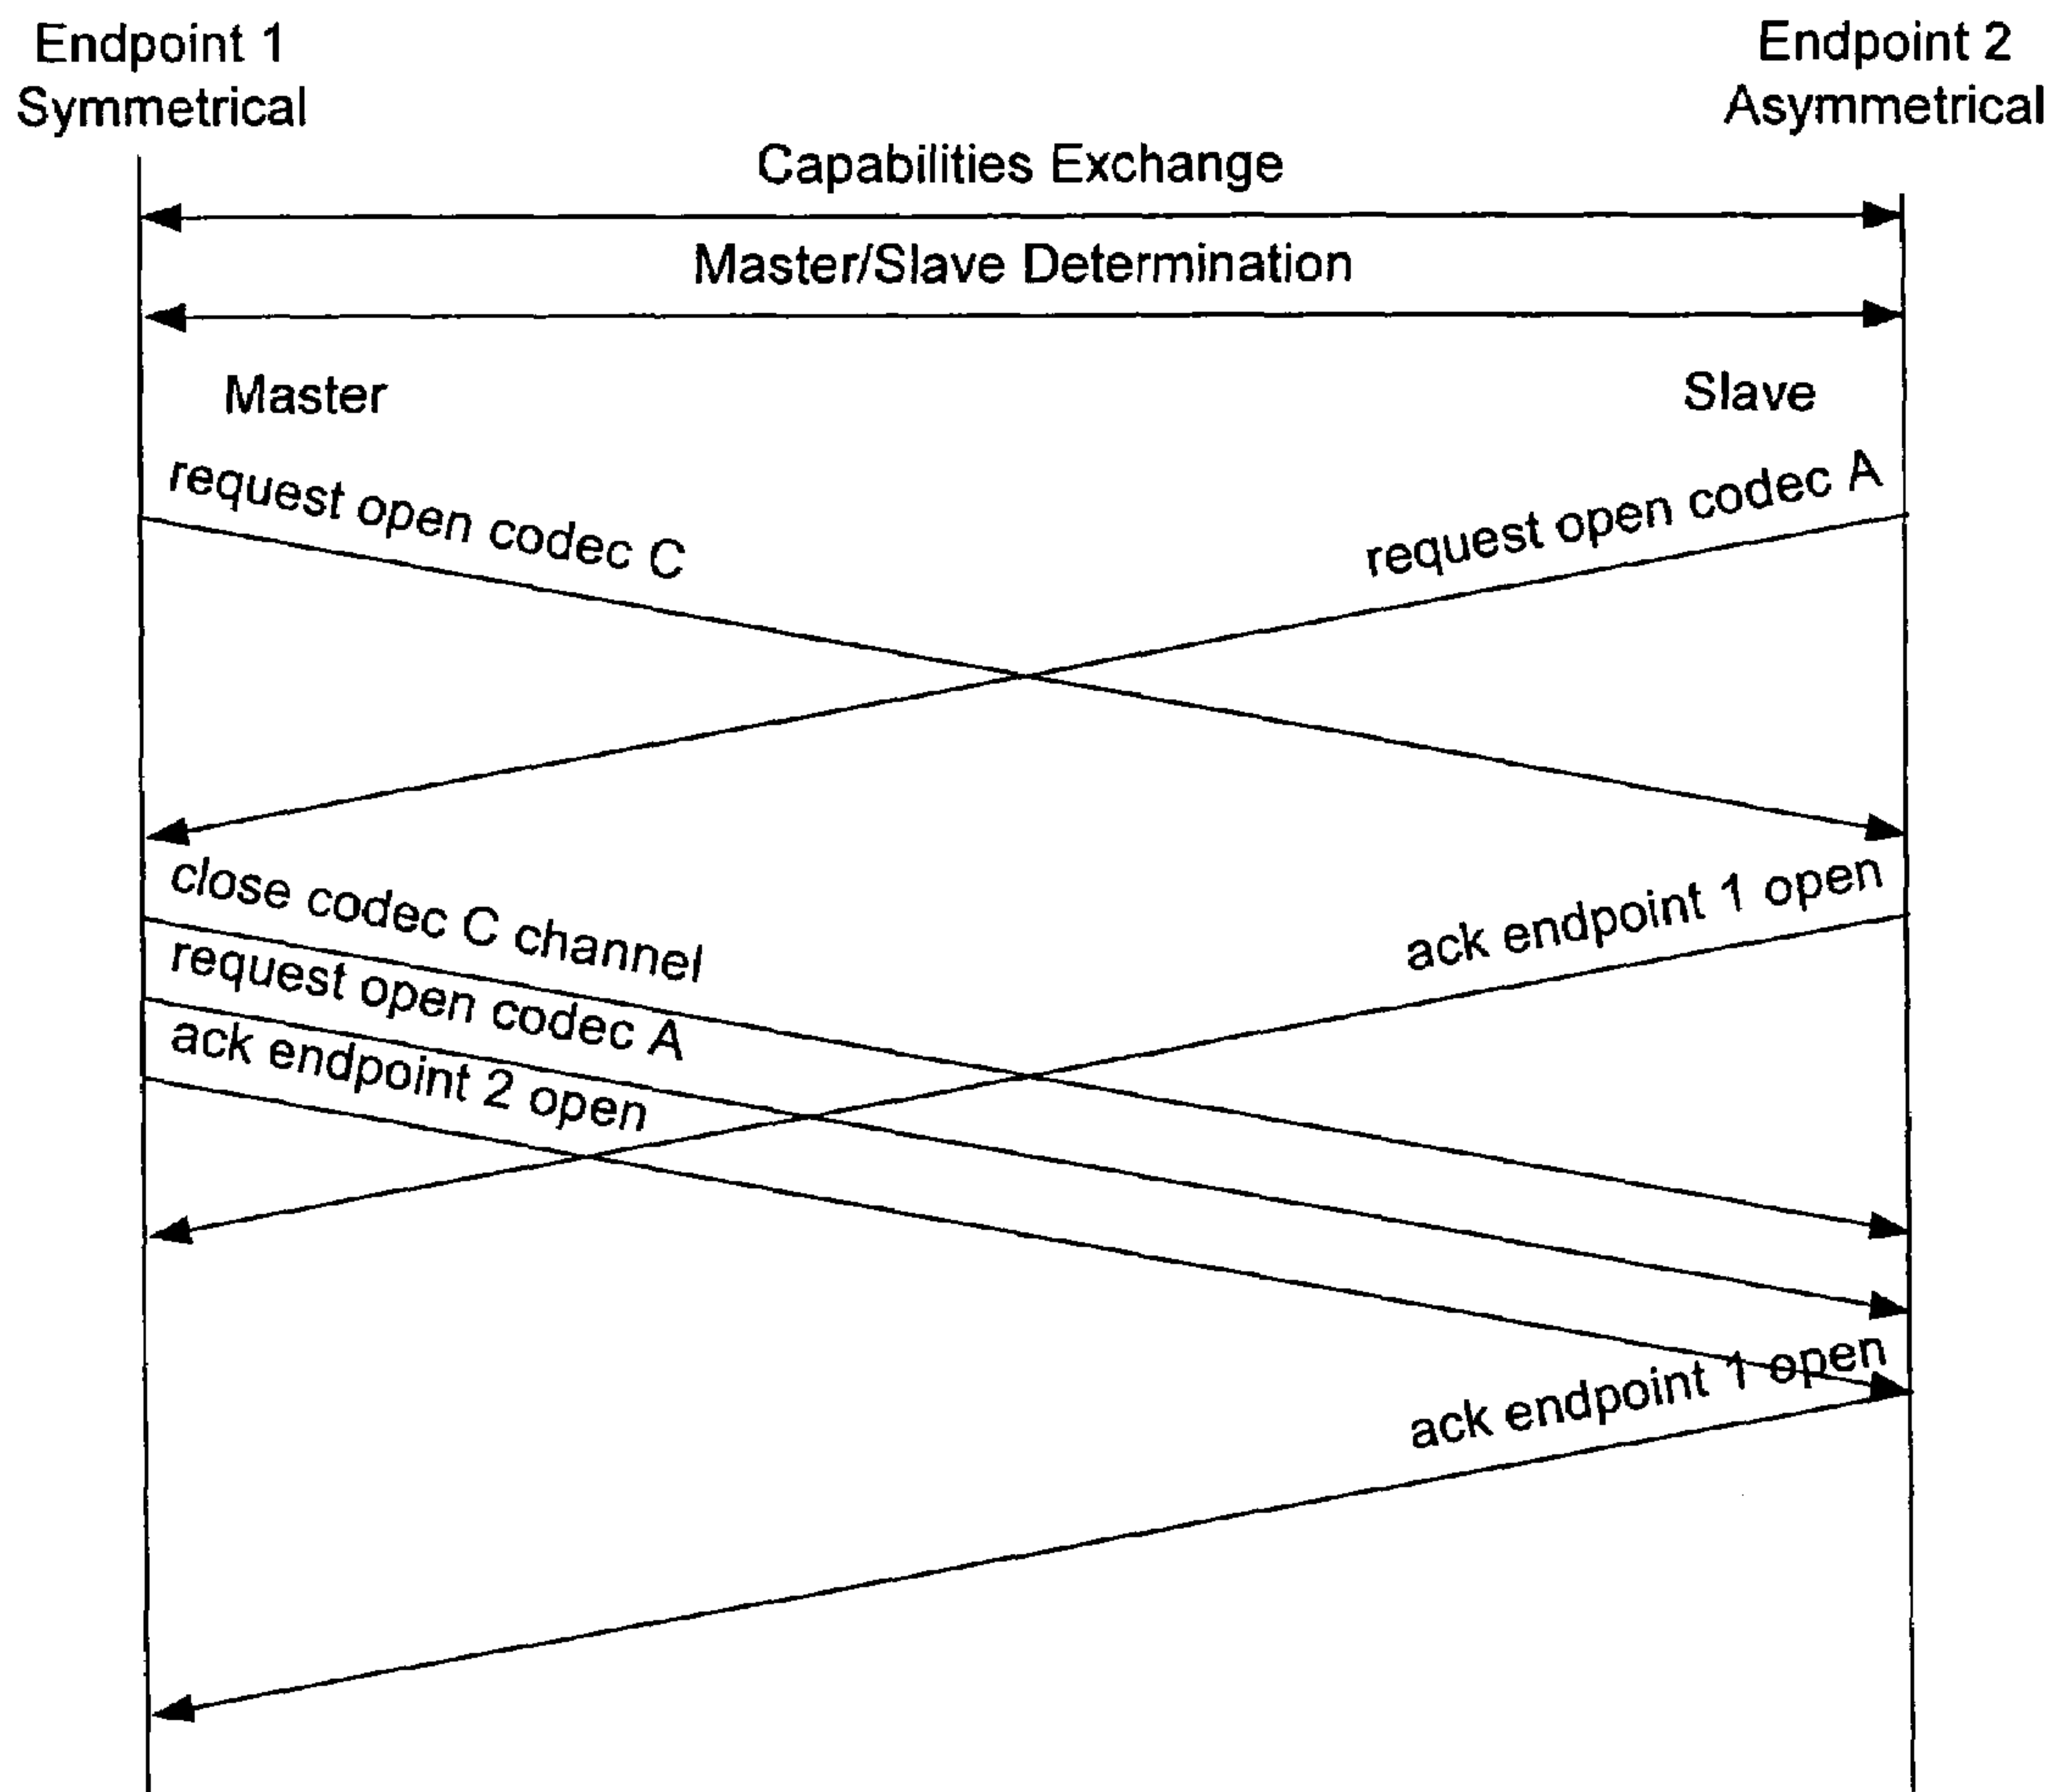 Endpoint 1
Symmetrical
Endpoint 2
Asymmetrical
Capabilities Exchange
Master/Slave Determination
Master
Slave
request open codec C
request open codec A
close codec C channel
ack endpoint 1 open
request open codec A
ack endpoint 2 open
ack endpoint 1 open